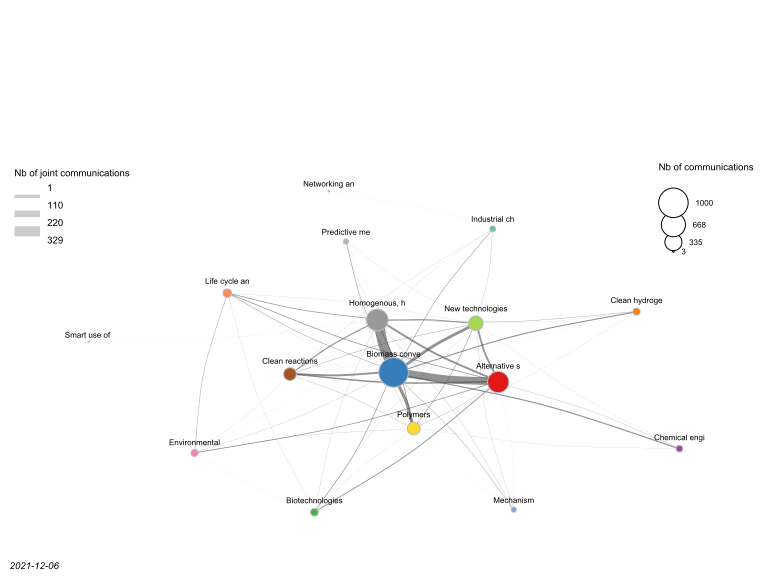 Nb of communications
Nb of joint communications
1
110
220
329
1000
668
335
3
Networking an
Industrial ch
Predictive me
Life cycle an
Homogenous, h
New technologies
Clean hydroge
Smart use of
Biomass conve
Clean reactions
Alternative s
Polymers
Environmental
Chemical engi
Biotechnologies
Mechanism
2021-12-06